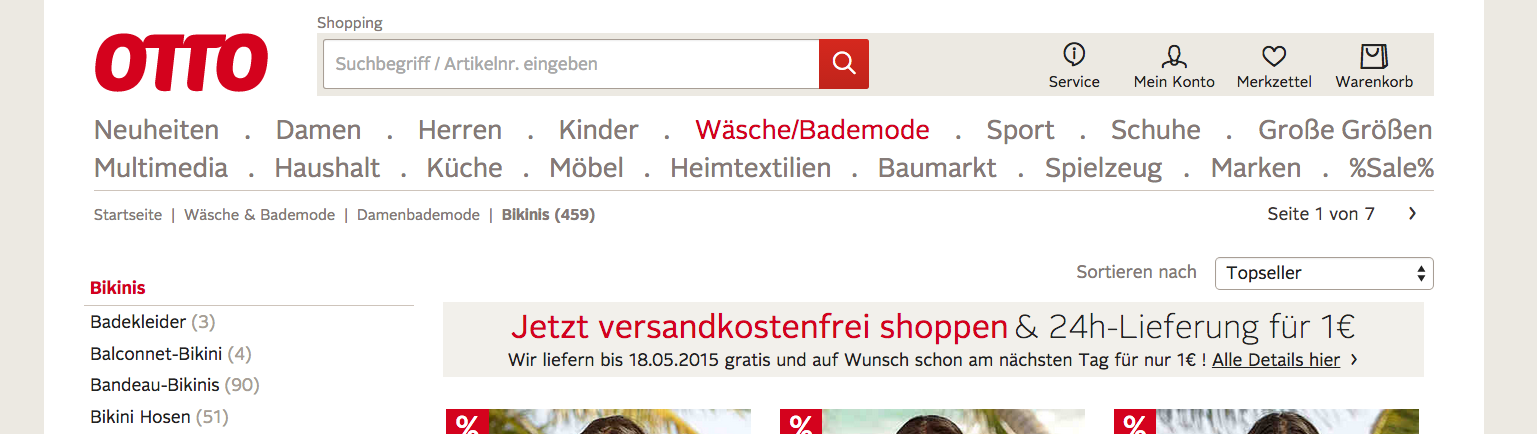 Shopping
OTTO
Suchbegriff / Artikelnr. eingeben
Service Mein Konto Merkzettel Warenkorb
Neuheiten . Damen . Herren . Kinder . Wäsche/Bademode . Sport . Schuhe . Große Größen
Multimedia . Haushalt . Küche . Möbel . Heimtextilien . Baumarkt . Spielzeug . Marken . %Sale%
Startseite | Wäsche & Bademode | Damenbademode | Bikinis (459) Seite 1 von 7 >
Sortieren nach Topseller
Bikinis
Jetzt versandkostenfrei shoppen & 24h-Lieferung für 1€
Wir liefern bis 18.05.2015 gratis und auf Wunsch schon am nächsten Tag für nur 1€ ! Alle Details hier >
Badekleider (3)
Balconnet-Bikini (4)
Bandeau-Bikinis (90)
Bikini Hosen (51)
% % %